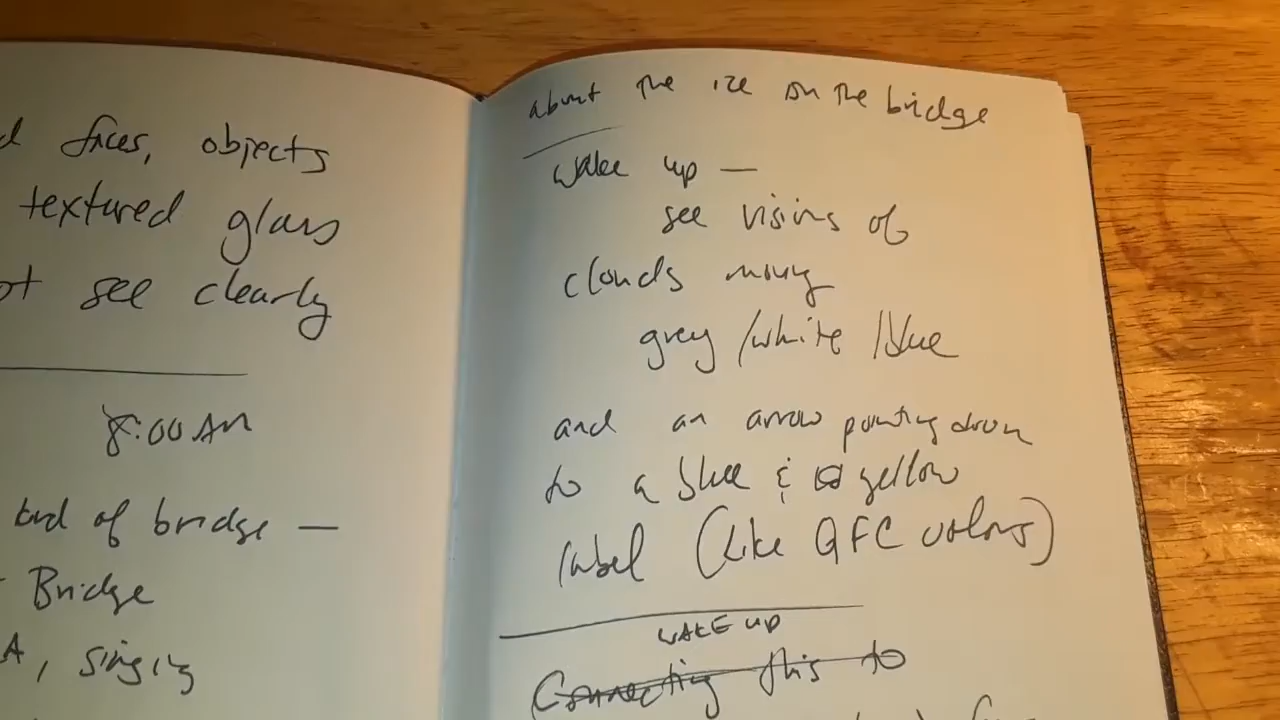 faces, objects
textured glass
see clearly
8:00 AM
of bridge —
Bridge
A, singing
about the ice on the bridge
wake up —
see visions of
clouds moving
grey / white / blue
and an arrow pointing down
to a blue & yellow
label (like QFC colors)
WAKE UP
Connecting this to